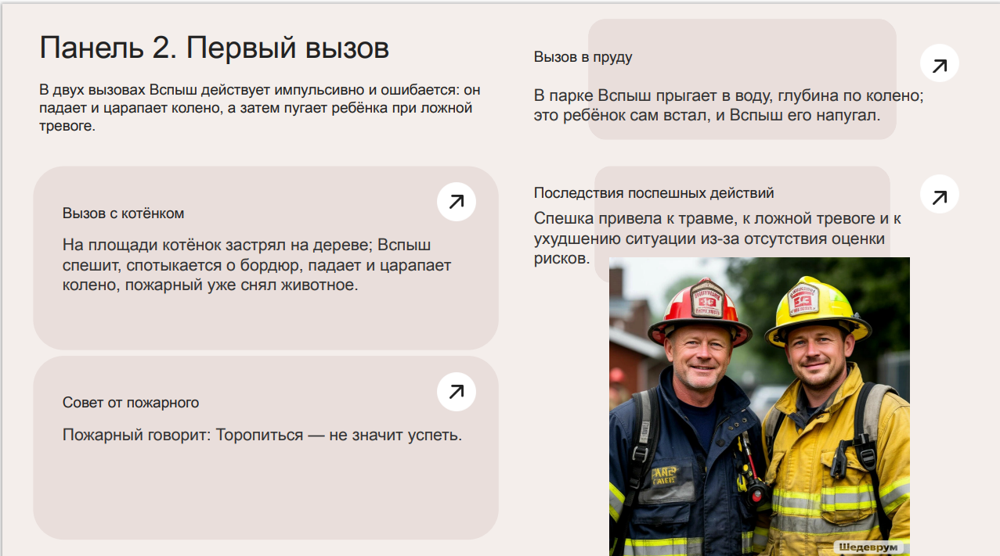 Панель 2. Первый вызов
В двух вызовах Вспыш действует импульсивно и ошибается: он
падает и царапает колено, а затем пугает ребёнка при ложной
тревоге.
Вызов с котёнком
На площади котёнок застрял на дереве; Вспыш
спешит, спотыкается о бордюр, падает и царапает
колено, пожарный уже снял животное.
Совет от пожарного
Пожарный говорит: Торопиться — не значит успеть.
Вызов в пруду
В парке Вспыш прыгает в воду, глубина по колено;
это ребёнок сам встал, и Вспыш его напугал.
Последствия поспешных действий
Спешка привела к травме, к ложной тревоге и к
ухудшению ситуации из-за отсутствия оценки
рисков.
Шедеврум